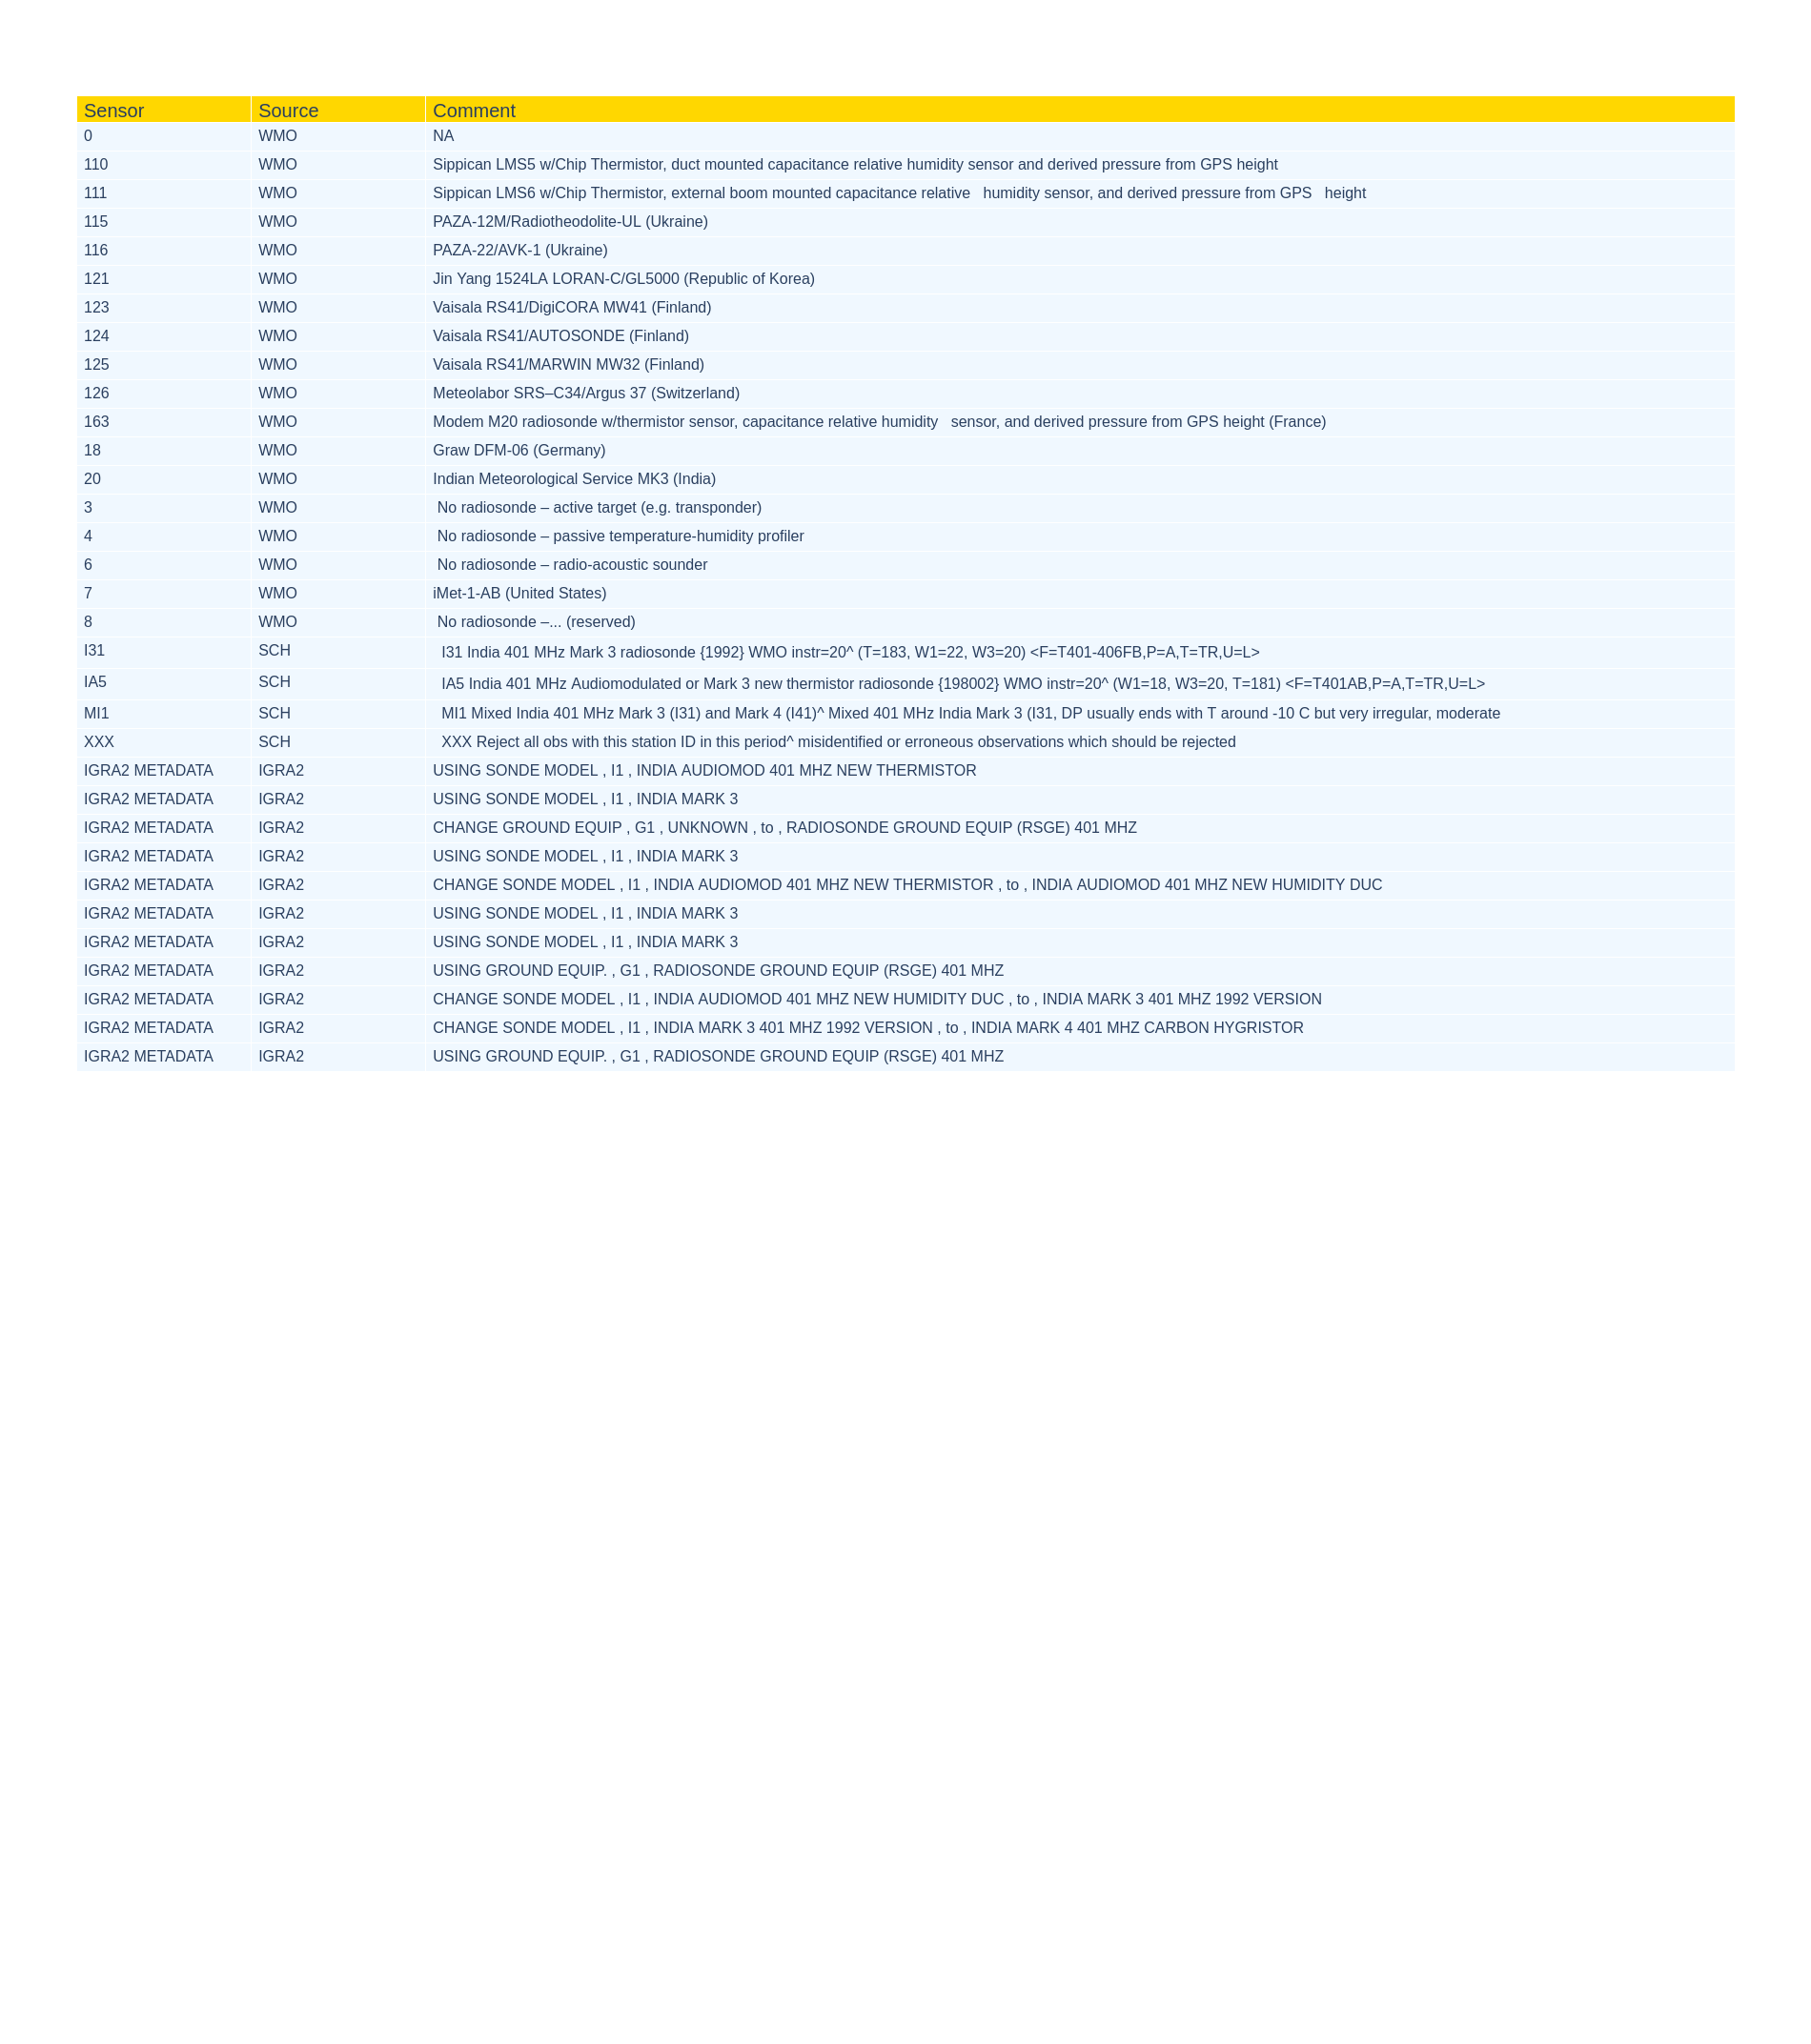 Sensor Source Comment
0 WMO NA
110 WMO Sippican LMS5 w/Chip Thermistor, duct mounted capacitance relative humidity sensor and derived pressure from GPS height
111 WMO Sippican LMS6 w/Chip Thermistor, external boom mounted capacitance relative   humidity sensor, and derived pressure from GPS   height
115 WMO PAZA-12M/Radiotheodolite-UL (Ukraine)
116 WMO PAZA-22/AVK-1 (Ukraine)
121 WMO Jin Yang 1524LA LORAN-C/GL5000 (Republic of Korea)
123 WMO Vaisala RS41/DigiCORA MW41 (Finland)
124 WMO Vaisala RS41/AUTOSONDE (Finland)
125 WMO Vaisala RS41/MARWIN MW32 (Finland)
126 WMO Meteolabor SRS–C34/Argus 37 (Switzerland)
163 WMO Modem M20 radiosonde w/thermistor sensor, capacitance relative humidity   sensor, and derived pressure from GPS height (France)
18 WMO Graw DFM-06 (Germany)
20 WMO Indian Meteorological Service MK3 (India)
3 WMO No radiosonde – active target (e.g. transponder)
4 WMO No radiosonde – passive temperature-humidity profiler
6 WMO No radiosonde – radio-acoustic sounder
7 WMO iMet-1-AB (United States)
8 WMO No radiosonde –... (reserved)
I31 SCH I31 India 401 MHz Mark 3 radiosonde {1992} WMO instr=20^ (T=183, W1=22, W3=20) <F=T401-406FB,P=A,T=TR,U=L>
IA5 SCH IA5 India 401 MHz Audiomodulated or Mark 3 new thermistor radiosonde {198002} WMO instr=20^ (W1=18, W3=20, T=181) <F=T401AB,P=A,T=TR,U=L>
MI1 SCH MI1 Mixed India 401 MHz Mark 3 (I31) and Mark 4 (I41)^ Mixed 401 MHz India Mark 3 (I31, DP usually ends with T around -10 C but very irregular, moderate
XXX SCH XXX Reject all obs with this station ID in this period^ misidentified or erroneous observations which should be rejected
IGRA2 METADATA IGRA2 USING SONDE MODEL , I1 , INDIA AUDIOMOD 401 MHZ NEW THERMISTOR
IGRA2 METADATA IGRA2 USING SONDE MODEL , I1 , INDIA MARK 3
IGRA2 METADATA IGRA2 CHANGE GROUND EQUIP , G1 , UNKNOWN , to , RADIOSONDE GROUND EQUIP (RSGE) 401 MHZ
IGRA2 METADATA IGRA2 USING SONDE MODEL , I1 , INDIA MARK 3
IGRA2 METADATA IGRA2 CHANGE SONDE MODEL , I1 , INDIA AUDIOMOD 401 MHZ NEW THERMISTOR , to , INDIA AUDIOMOD 401 MHZ NEW HUMIDITY DUC
IGRA2 METADATA IGRA2 USING SONDE MODEL , I1 , INDIA MARK 3
IGRA2 METADATA IGRA2 USING SONDE MODEL , I1 , INDIA MARK 3
IGRA2 METADATA IGRA2 USING GROUND EQUIP. , G1 , RADIOSONDE GROUND EQUIP (RSGE) 401 MHZ
IGRA2 METADATA IGRA2 CHANGE SONDE MODEL , I1 , INDIA AUDIOMOD 401 MHZ NEW HUMIDITY DUC , to , INDIA MARK 3 401 MHZ 1992 VERSION
IGRA2 METADATA IGRA2 CHANGE SONDE MODEL , I1 , INDIA MARK 3 401 MHZ 1992 VERSION , to , INDIA MARK 4 401 MHZ CARBON HYGRISTOR
IGRA2 METADATA IGRA2 USING GROUND EQUIP. , G1 , RADIOSONDE GROUND EQUIP (RSGE) 401 MHZ